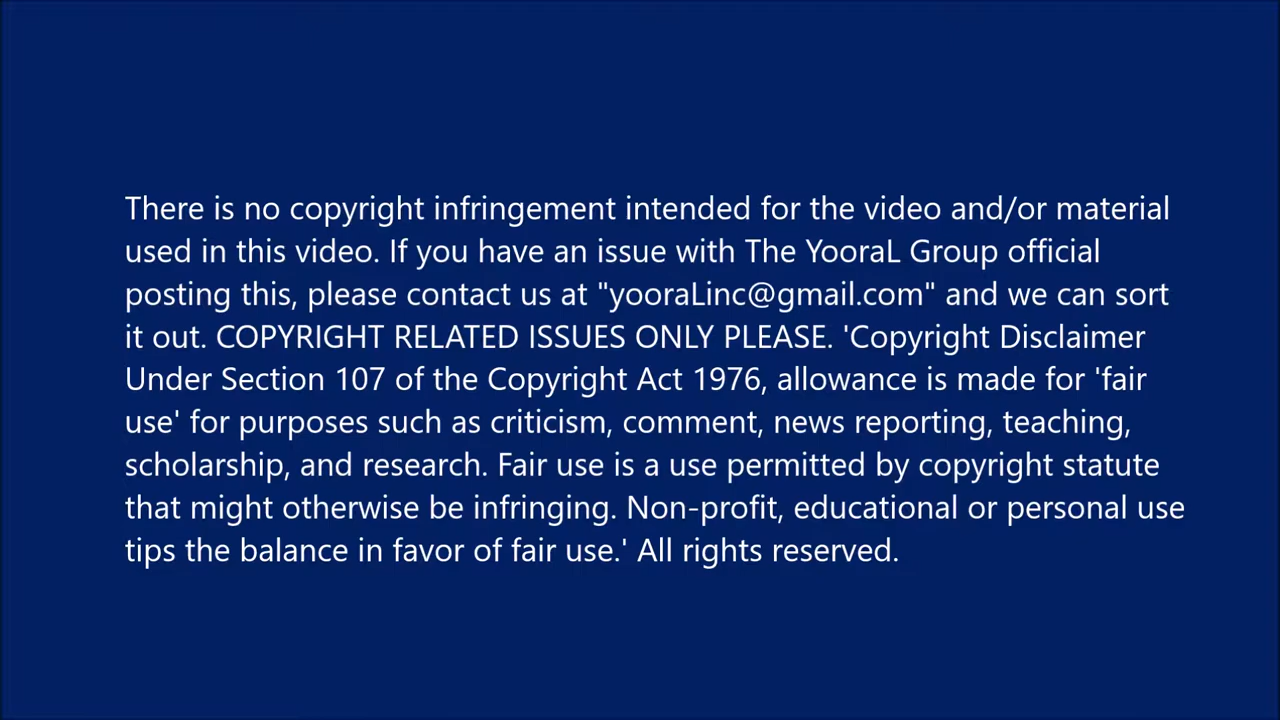 There is no copyright infringement intended for the video and/or material
used in this video. If you have an issue with The YooraL Group official
posting this, please contact us at "yooraLinc@gmail.com" and we can sort
it out. COPYRIGHT RELATED ISSUES ONLY PLEASE. 'Copyright Disclaimer
Under Section 107 of the Copyright Act 1976, allowance is made for 'fair
use' for purposes such as criticism, comment, news reporting, teaching,
scholarship, and research. Fair use is a use permitted by copyright statute
that might otherwise be infringing. Non-profit, educational or personal use
tips the balance in favor of fair use.' All rights reserved.